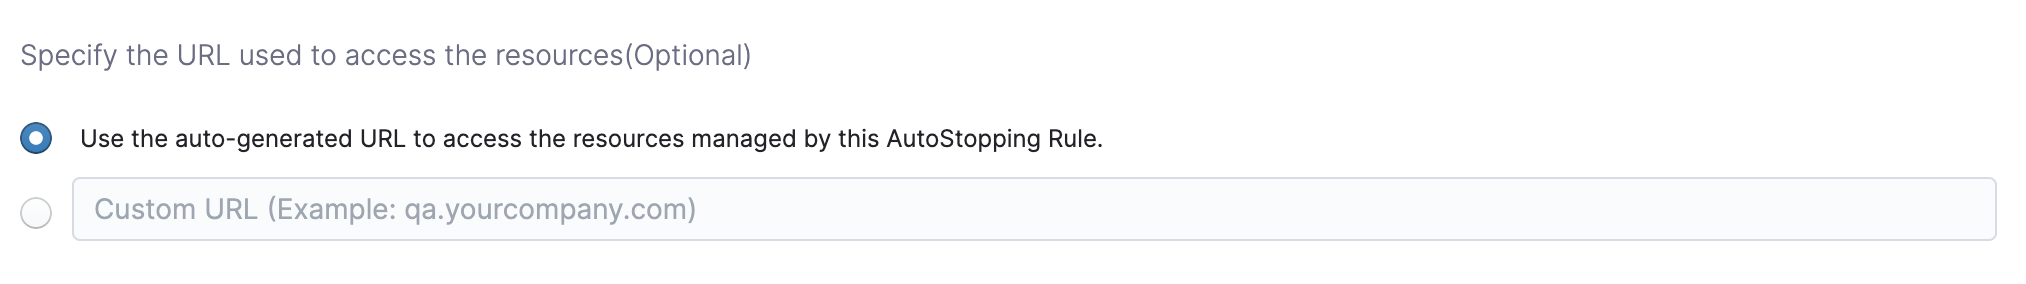 Specify the URL used to access the resources(Optional)
Use the auto-generated URL to access the resources managed by this AutoStopping Rule.
Custom URL (Example: qa.yourcompany.com)